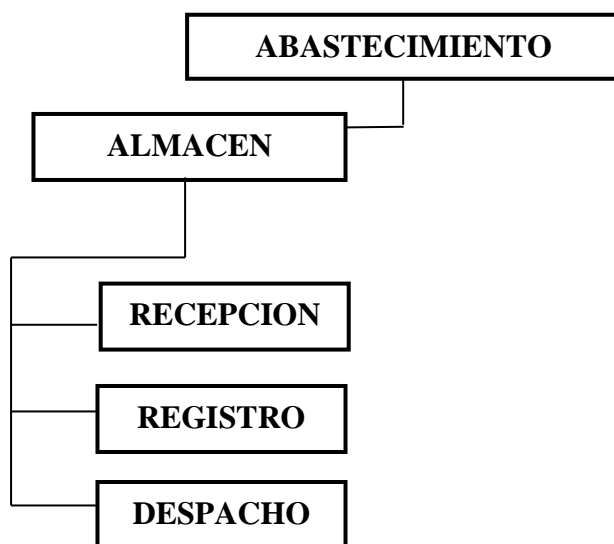 ABASTECIMIENTO
ALMACEN
RECEPCION
REGISTRO
DESPACHO